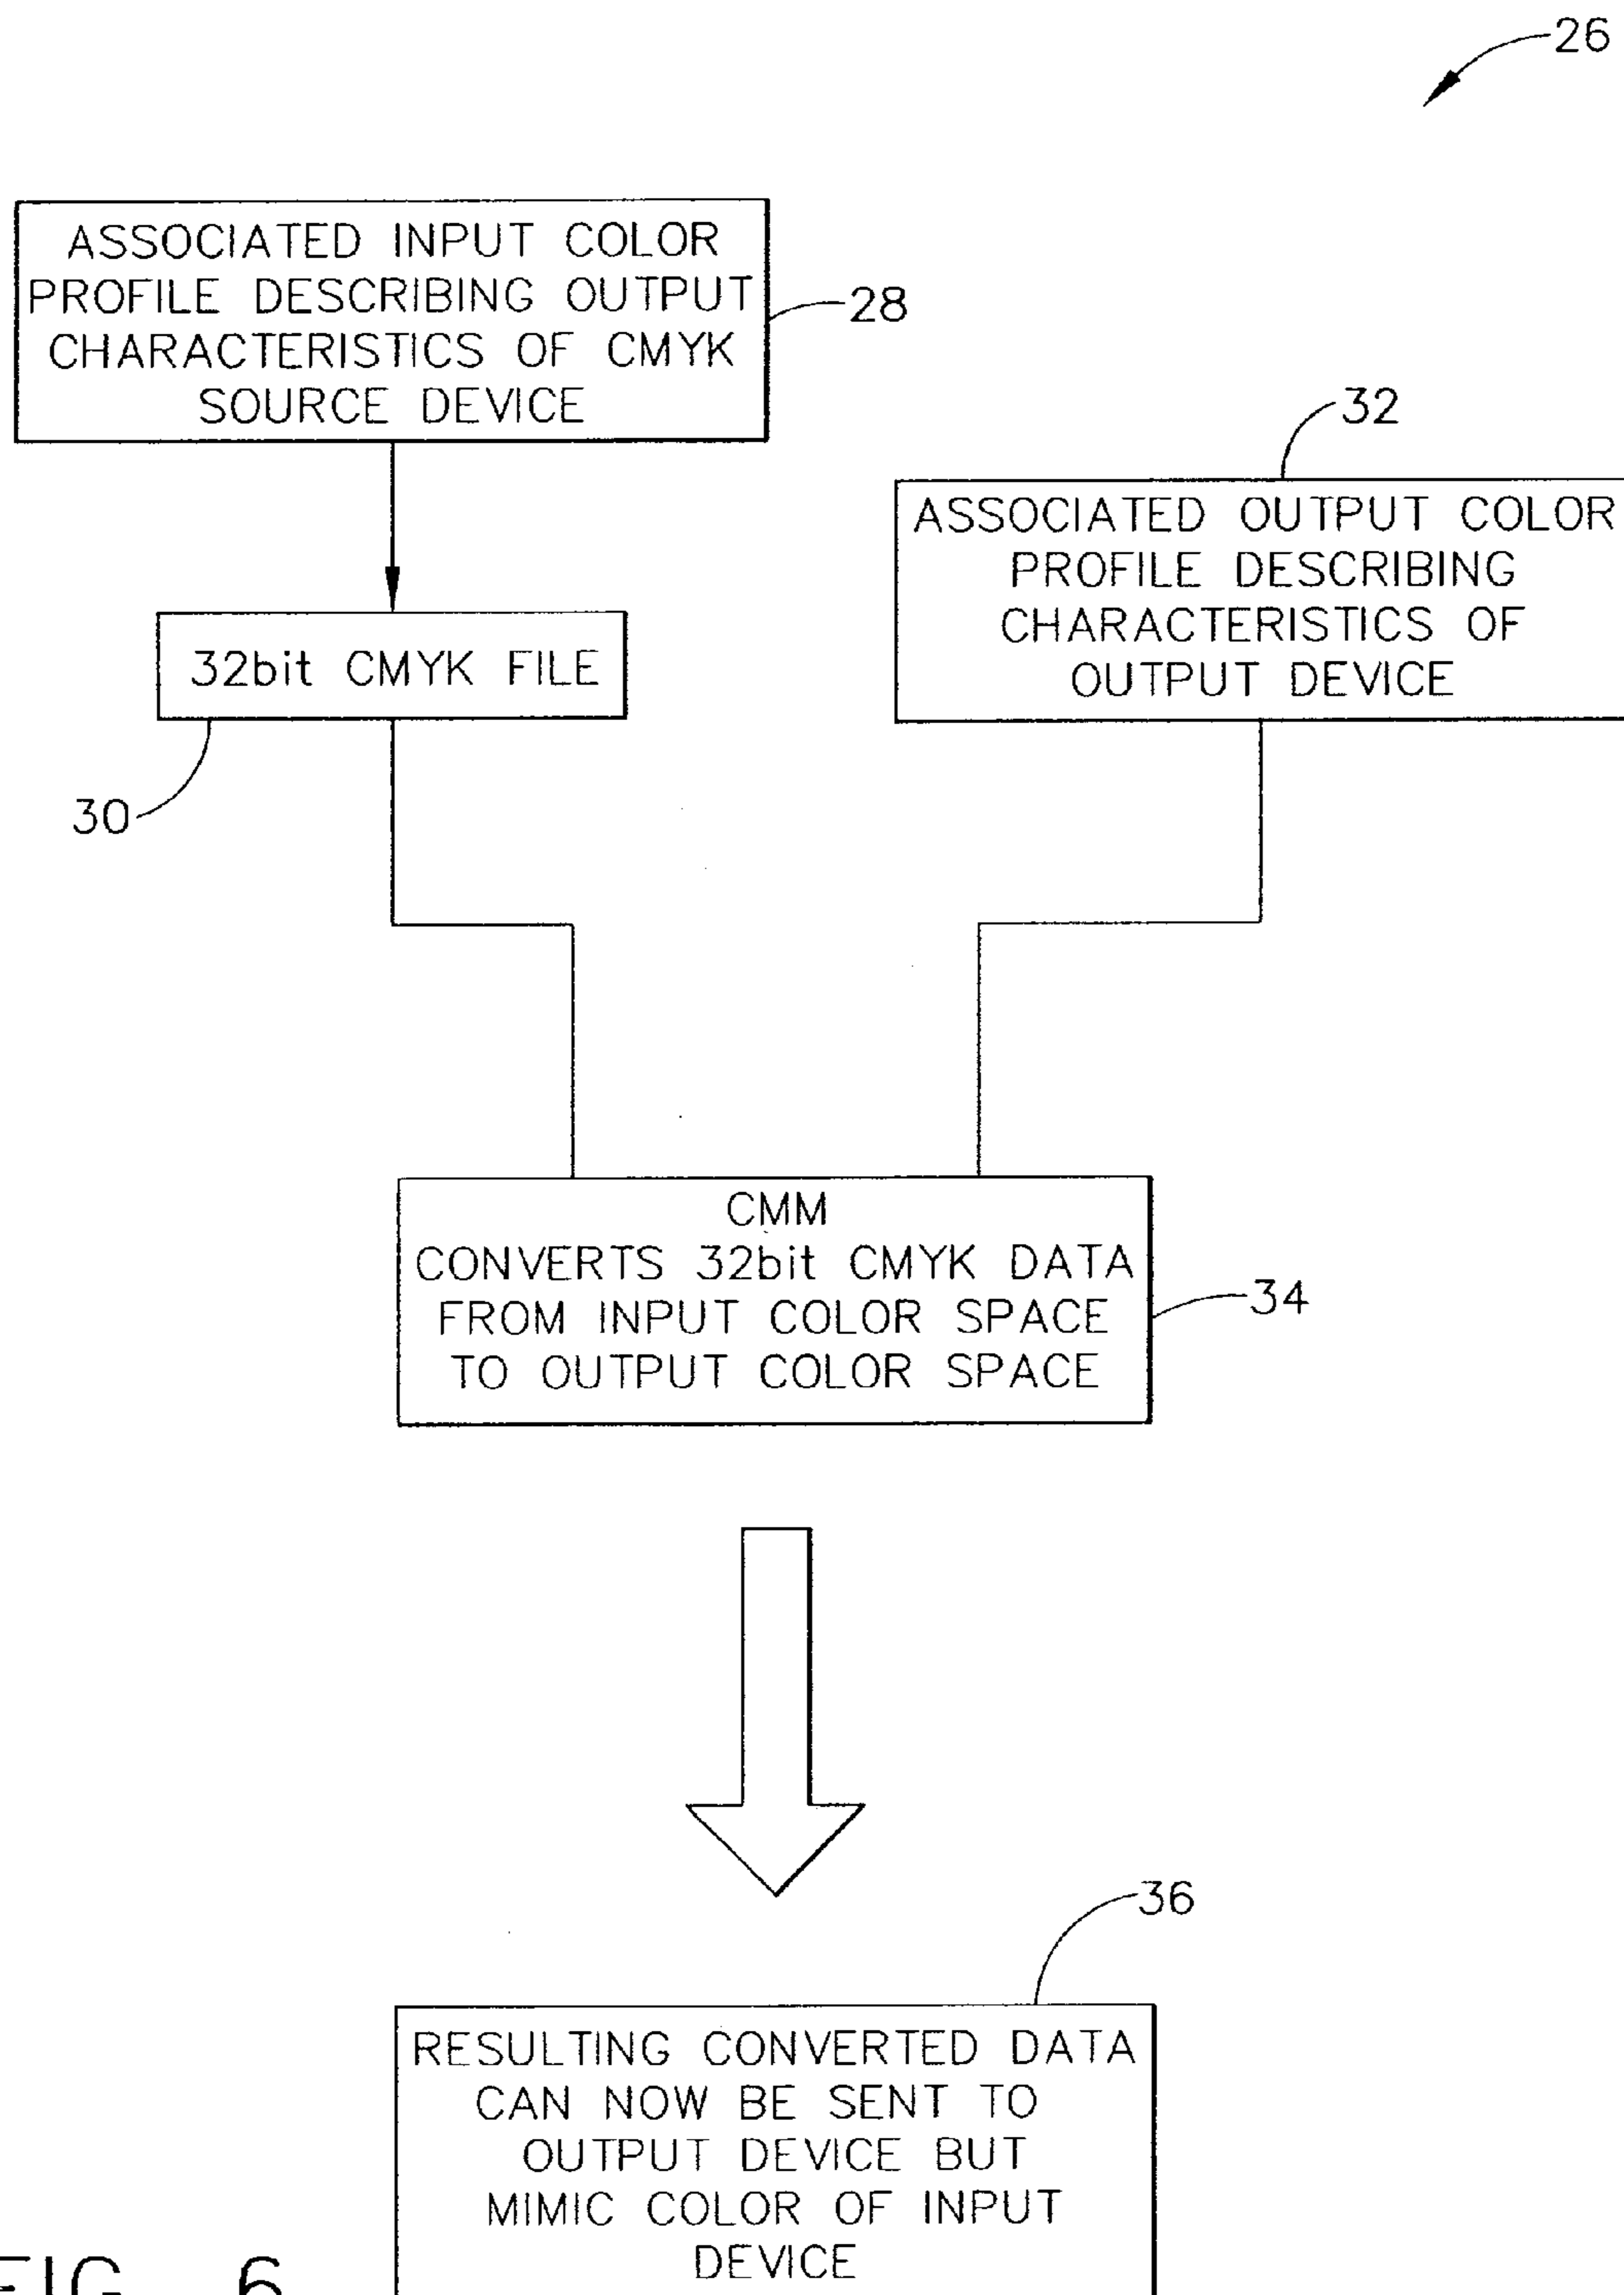 26
ASSOCIATED INPUT COLOR
PROFILE DESCRIBING OUTPUT
CHARACTERISTICS OF CMYK
SOURCE DEVICE
28
32
ASSOCIATED OUTPUT COLOR
PROFILE DESCRIBING
CHARACTERISTICS OF
OUTPUT DEVICE
32bit CMYK FILE
30
CMM
CONVERTS 32bit CMYK DATA
FROM INPUT COLOR SPACE
TO OUTPUT COLOR SPACE
34
36
RESULTING CONVERTED DATA
CAN NOW BE SENT TO
OUTPUT DEVICE BUT
MIMIC COLOR OF INPUT
DEVICE
FIG. 6